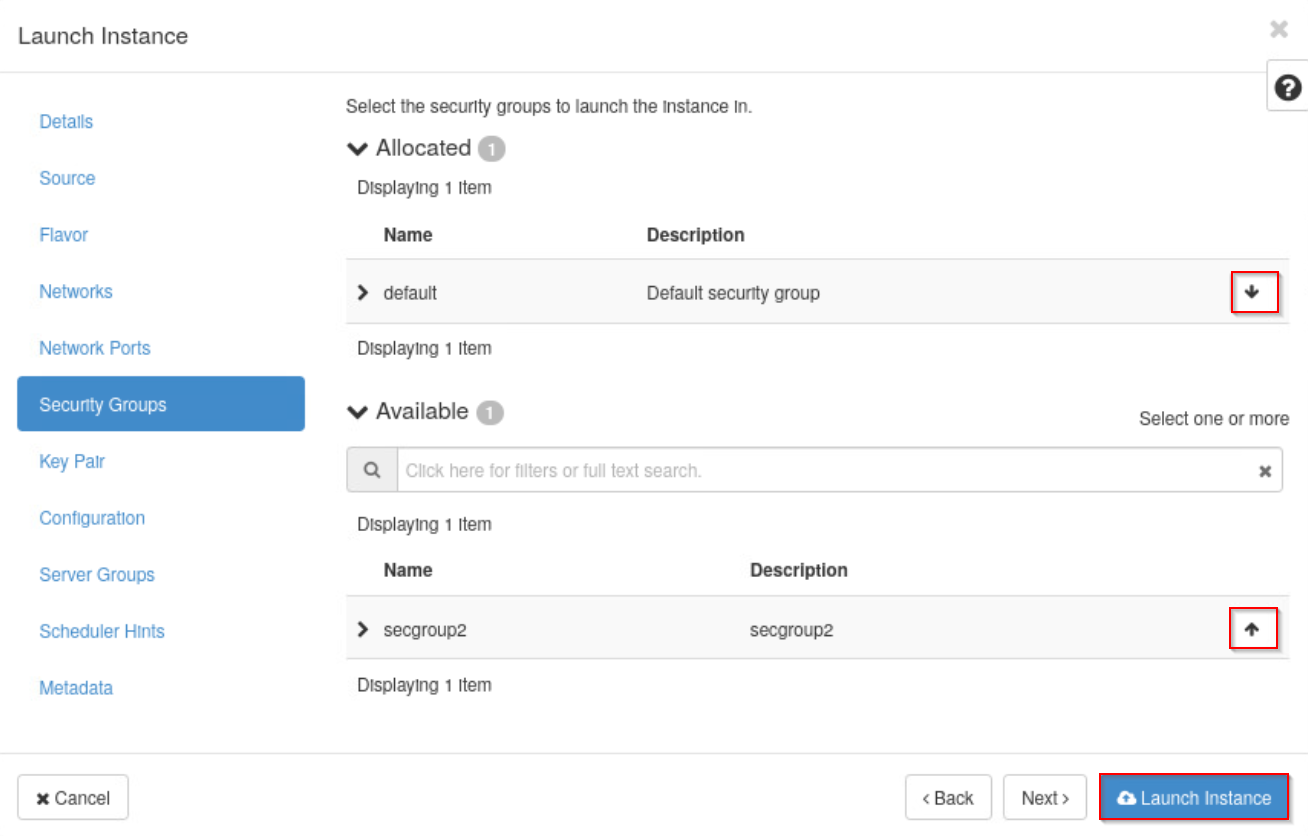 Launch Instance
Details
Source
Flavor
Networks
Network Ports
Security Groups
Key Pair
Configuration
Server Groups
Scheduler Hints
Metadata
Select the security groups to launch the instance in.
Allocated 1
Displaying 1 item
Name Description
default Default security group
Displaying 1 item
Available 1
Select one or more
Click here for filters or full text search.
Displaying 1 item
Name Description
secgroup2 secgroup2
Displaying 1 item
Cancel
Back
Next
Launch Instance